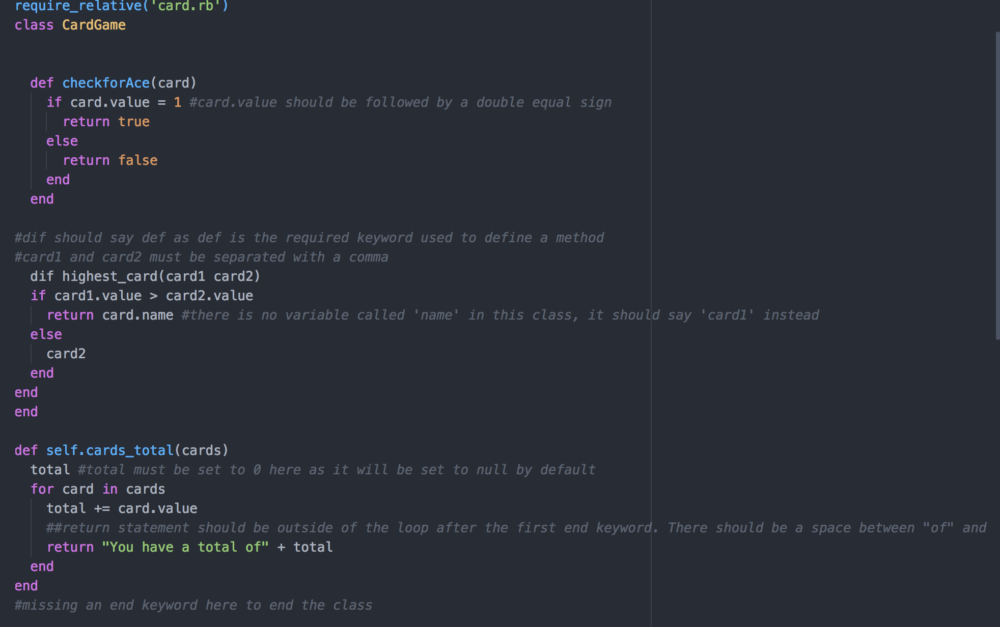 require_relative('card.rb')
class CardGame
  def checkforAce(card)
    if card.value = 1 #card.value should be followed by a double equal sign
      return true
    else
      return false
    end
  end
#dif should say def as def is the required keyword used to define a method
#card1 and card2 must be separated with a comma
  dif highest_card(card1 card2)
  if card1.value > card2.value
    return card.name #there is no variable called 'name' in this class, it should say 'card1' instead
  else
    card2
  end
end
end
def self.cards_total(cards)
  total #total must be set to 0 here as it will be set to null by default
  for card in cards
    total += card.value
    ##return statement should be outside of the loop after the first end keyword. There should be a space between "of" and
    return "You have a total of" + total
  end
end
#missing an end keyword here to end the class